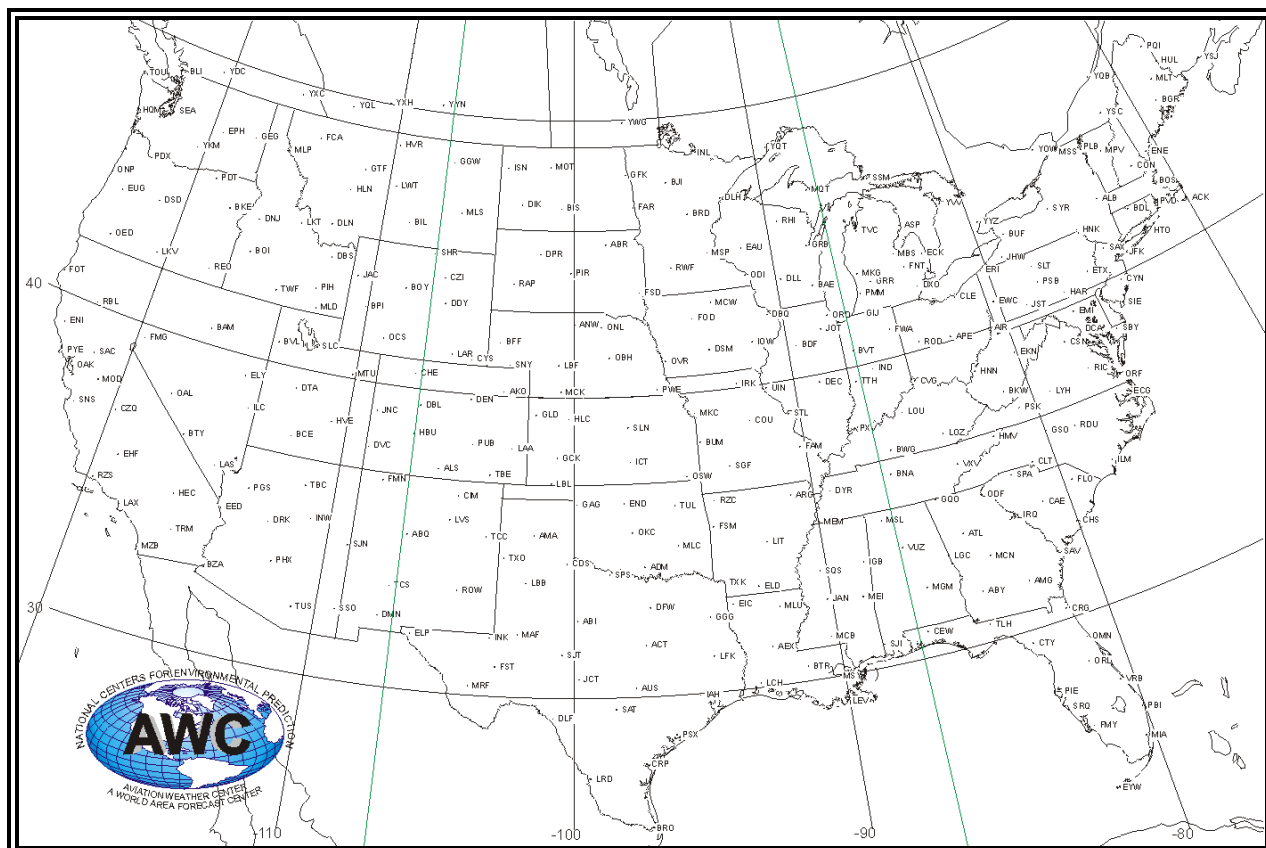 PQI
HUL
YSJ
TOU
BLI
YDC
YQB
MLT
YXC
YQL
YXH
YYN
BGR
HQM
SEA
YSC
YWG
EPH
GEG
FCA
HVR
YKM
MLP
INL
YQT
YOW
MSS
PLB
MPV
ENE
PDX
GGW
ISN
MOT
CON
ONP
GTF
GFK
BJI
SSM
PDT
BOS
EUG
HLN
LWT
MQT
DLH
ALB
PVD
ACK
DSD
BKE
DIK
BIS
FAR
BRD
RHI
YVV
SYR
BDL
DNJ
LKT
DLN
BIL
MLS
TVC
ASP
YYZ
BUF
HNK
HTO
OED
ABR
EAU
GRB
SAX
JFK
LKV
BOI
DBS
SHR
DPR
MSP
MBS
ECK
JHW
FOT
REO
JAC
CZI
PIR
RWF
ODI
DLL
MKG
FNT
ERI
SLT
ETX
CYN
40
TWF
PIH
BOY
RAP
FSD
BAE
GRR
DXO
PSB
RBL
MLD
BPI
DDY
MCW
PMM
CLE
EWC
JST
HAR
SIE
ENI
BAM
ANW
ONL
FOD
DBQ
ORD
GIJ
EMI
FMG
BVL
SLC
OCS
BFF
JOT
FWA
APE
AIR
DCA
SBY
PYE
SAC
LAR
CYS
OBH
OVR
DSM
IOW
BDF
BVT
ROD
EKN
CSN
OAK
SNY
LBF
IND
HNN
RIC
MOD
ELY
MTU
CHE
AKO
MCK
PWE
IRK
UIN
DEC
TTH
CVG
BKW
LYH
ORF
ECG
SNS
OAL
DTA
DEN
CZQ
ILC
JNC
DBL
GLD
HLC
MKC
COU
STL
LOU
PSK
BTY
BCE
HVE
HBU
SLN
PXV
LOZ
HMV
GSO
RDU
DVC
PUB
LAA
BUM
FAM
BWG
EHF
LAS
ALS
TBE
GCK
ICT
SGF
BNA
VXV
CLT
ILM
RZS
PGS
TBC
FMN
LBL
OSW
DYR
SPA
FLO
LAX
HEC
EED
CIM
GAG
END
TUL
RZC
ARG
GQO
ODF
CAE
DRK
INW
LVS
MEM
MSL
IRQ
CHS
TRM
ABQ
TCC
AMA
OKC
FSM
ATL
MZB
SJN
MLC
LIT
VUZ
LGC
MCN
SAV
BZA
PHX
TXO
CDS
ADM
IGB
TCS
ROW
LBB
SPS
TXK
ELD
SQS
MGM
ABY
AMG
30
TUS
SSO
DMN
DFW
EIC
MLU
JAN
MEI
CRG
ELP
INK
MAF
ABI
GGG
CEW
TLH
OMN
ACT
MCB
SJI
CTY
FST
SJT
LFK
AEX
BTR
ORL
MRF
JCT
AUS
IAH
LCH
LEV
VRB
DLF
SAT
PIE
SRQ
PBI
PSX
FMY
MIA
CRP
LRD
EYW
BRO
-110
-100
-90
-80
NATIONAL CENTERS FOR ENVIRONMENTAL PREDICTION
AWC
AVIATION WEATHER CENTER
A WORLD AREA FORECAST CENTER